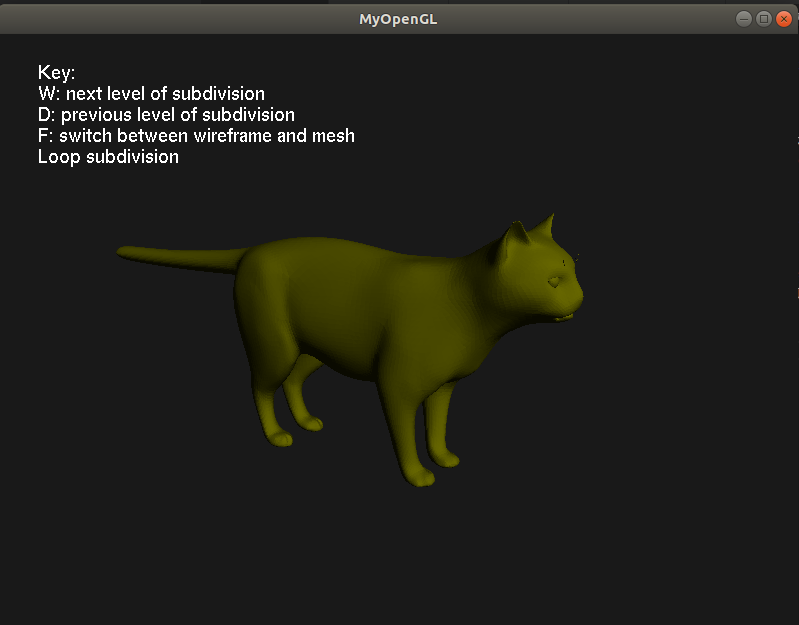 MyOpenGL
Key:
W: next level of subdivision
D: previous level of subdivision
F: switch between wireframe and mesh
Loop subdivision